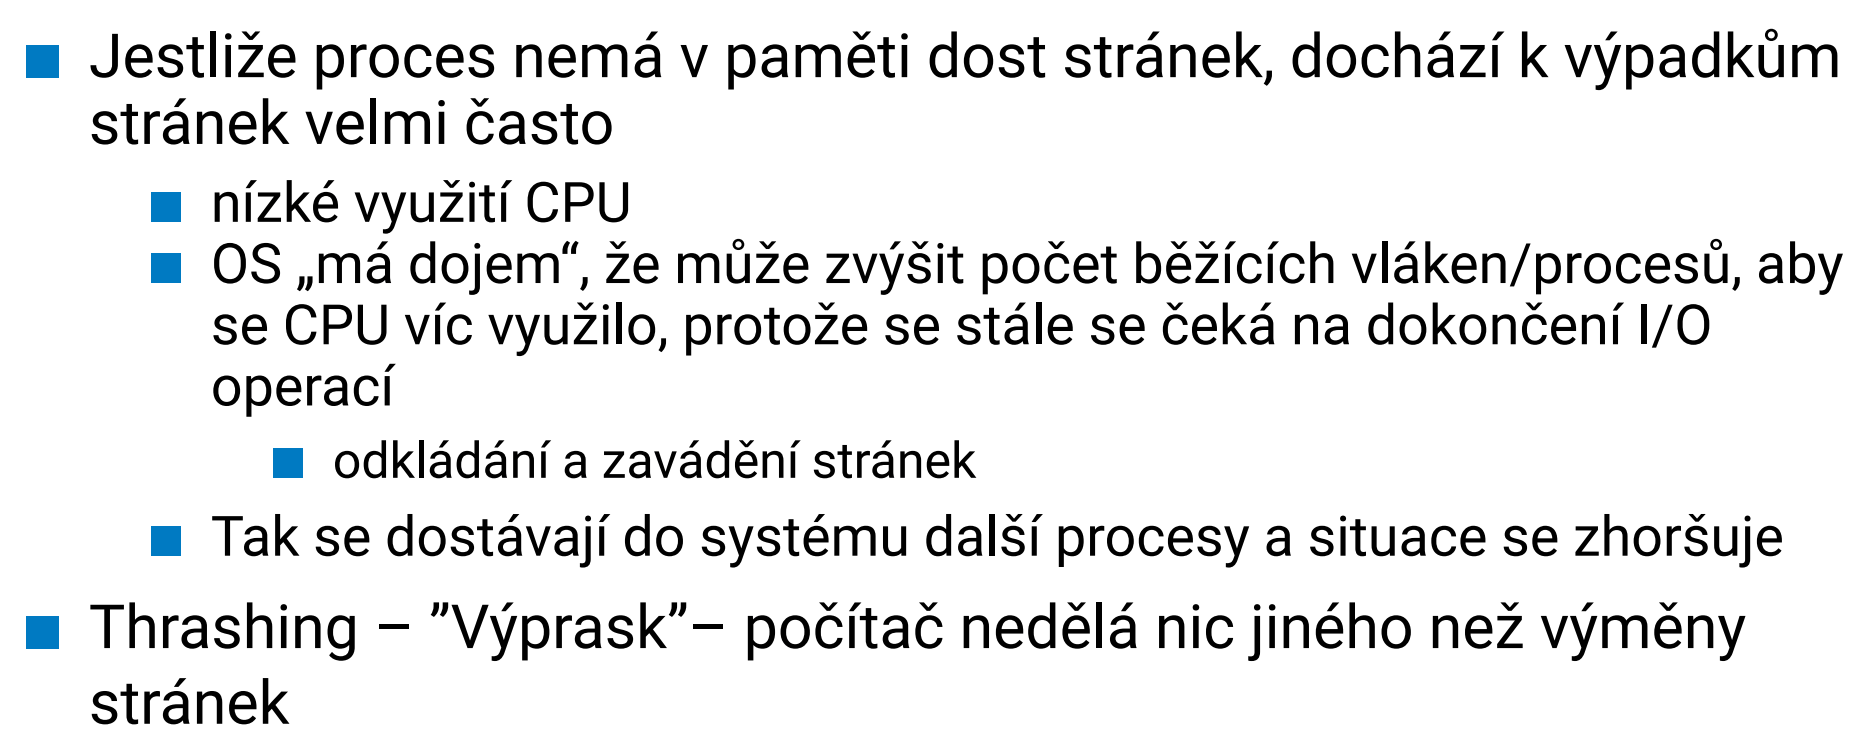 Jestliže proces nemá v paměti dost stránek, dochází k výpadkům
stránek velmi často
nízké využití CPU
OS „má dojem“, že může zvýšit počet běžících vláken/procesů, aby
se CPU víc využilo, protože se stále se čeká na dokončení I/O
operací
odkládání a zavádění stránek
Tak se dostávají do systému další procesy a situace se zhoršuje
Thrashing – ”Výprask”– počítač nedělá nic jiného než výměny
stránek